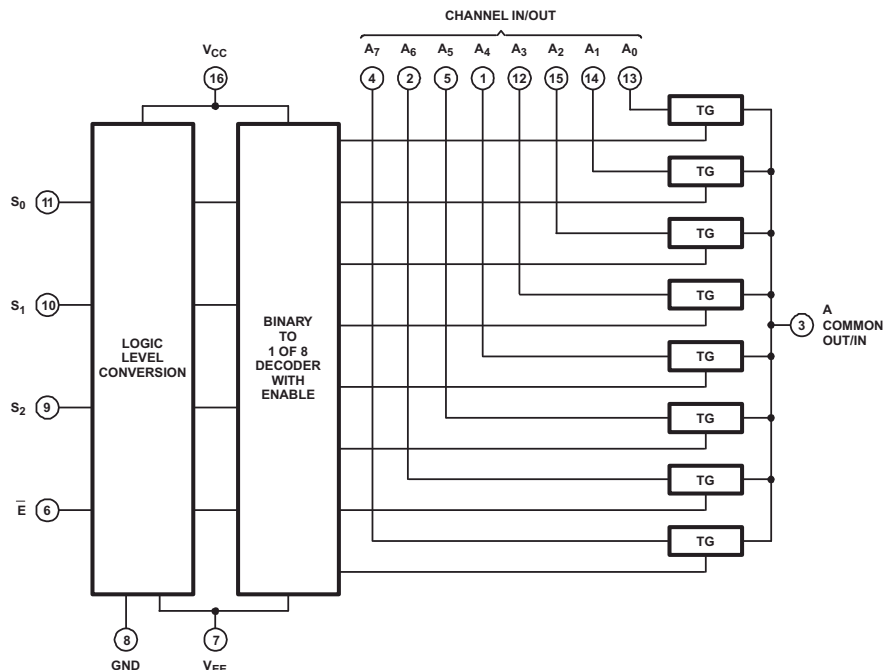 CHANNEL IN/OUT
VCC A7 A6 A5 A4 A3 A2 A1 A0
16 4 2 5 1 12 15 14 13
TG
TG
S0 11
TG
TG
S1 10
3 A
COMMON
OUT/IN
LOGIC
LEVEL
CONVERSION
BINARY
TO
1 OF 8
DECODER
WITH
ENABLE
TG
S2 9
TG
TG
E̅ 6
TG
8 7
GND VEE